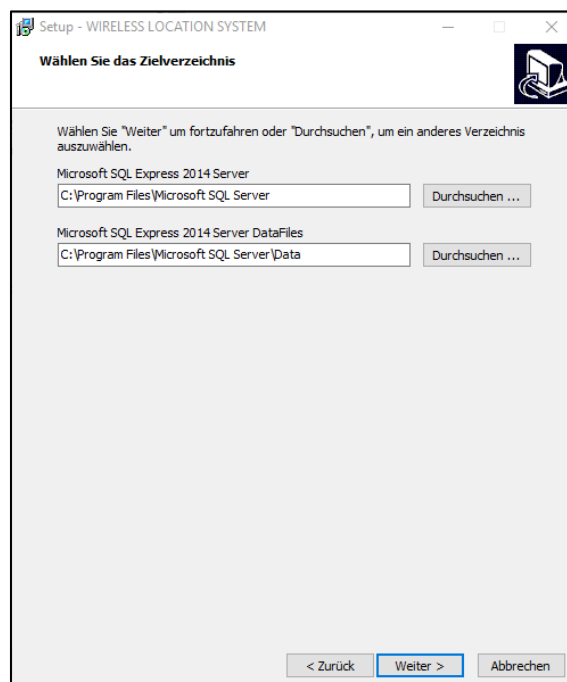 Setup - WIRELESS LOCATION SYSTEM
Wählen Sie das Zielverzeichnis
Wählen Sie "Weiter" um fortzufahren oder "Durchsuchen", um ein anderes Verzeichnis
auszuwählen.
Microsoft SQL Express 2014 Server
C:\Program Files\Microsoft SQL Server
Durchsuchen ...
Microsoft SQL Express 2014 Server DataFiles
C:\Program Files\Microsoft SQL Server\Data
Durchsuchen ...
< Zurück
Weiter >
Abbrechen